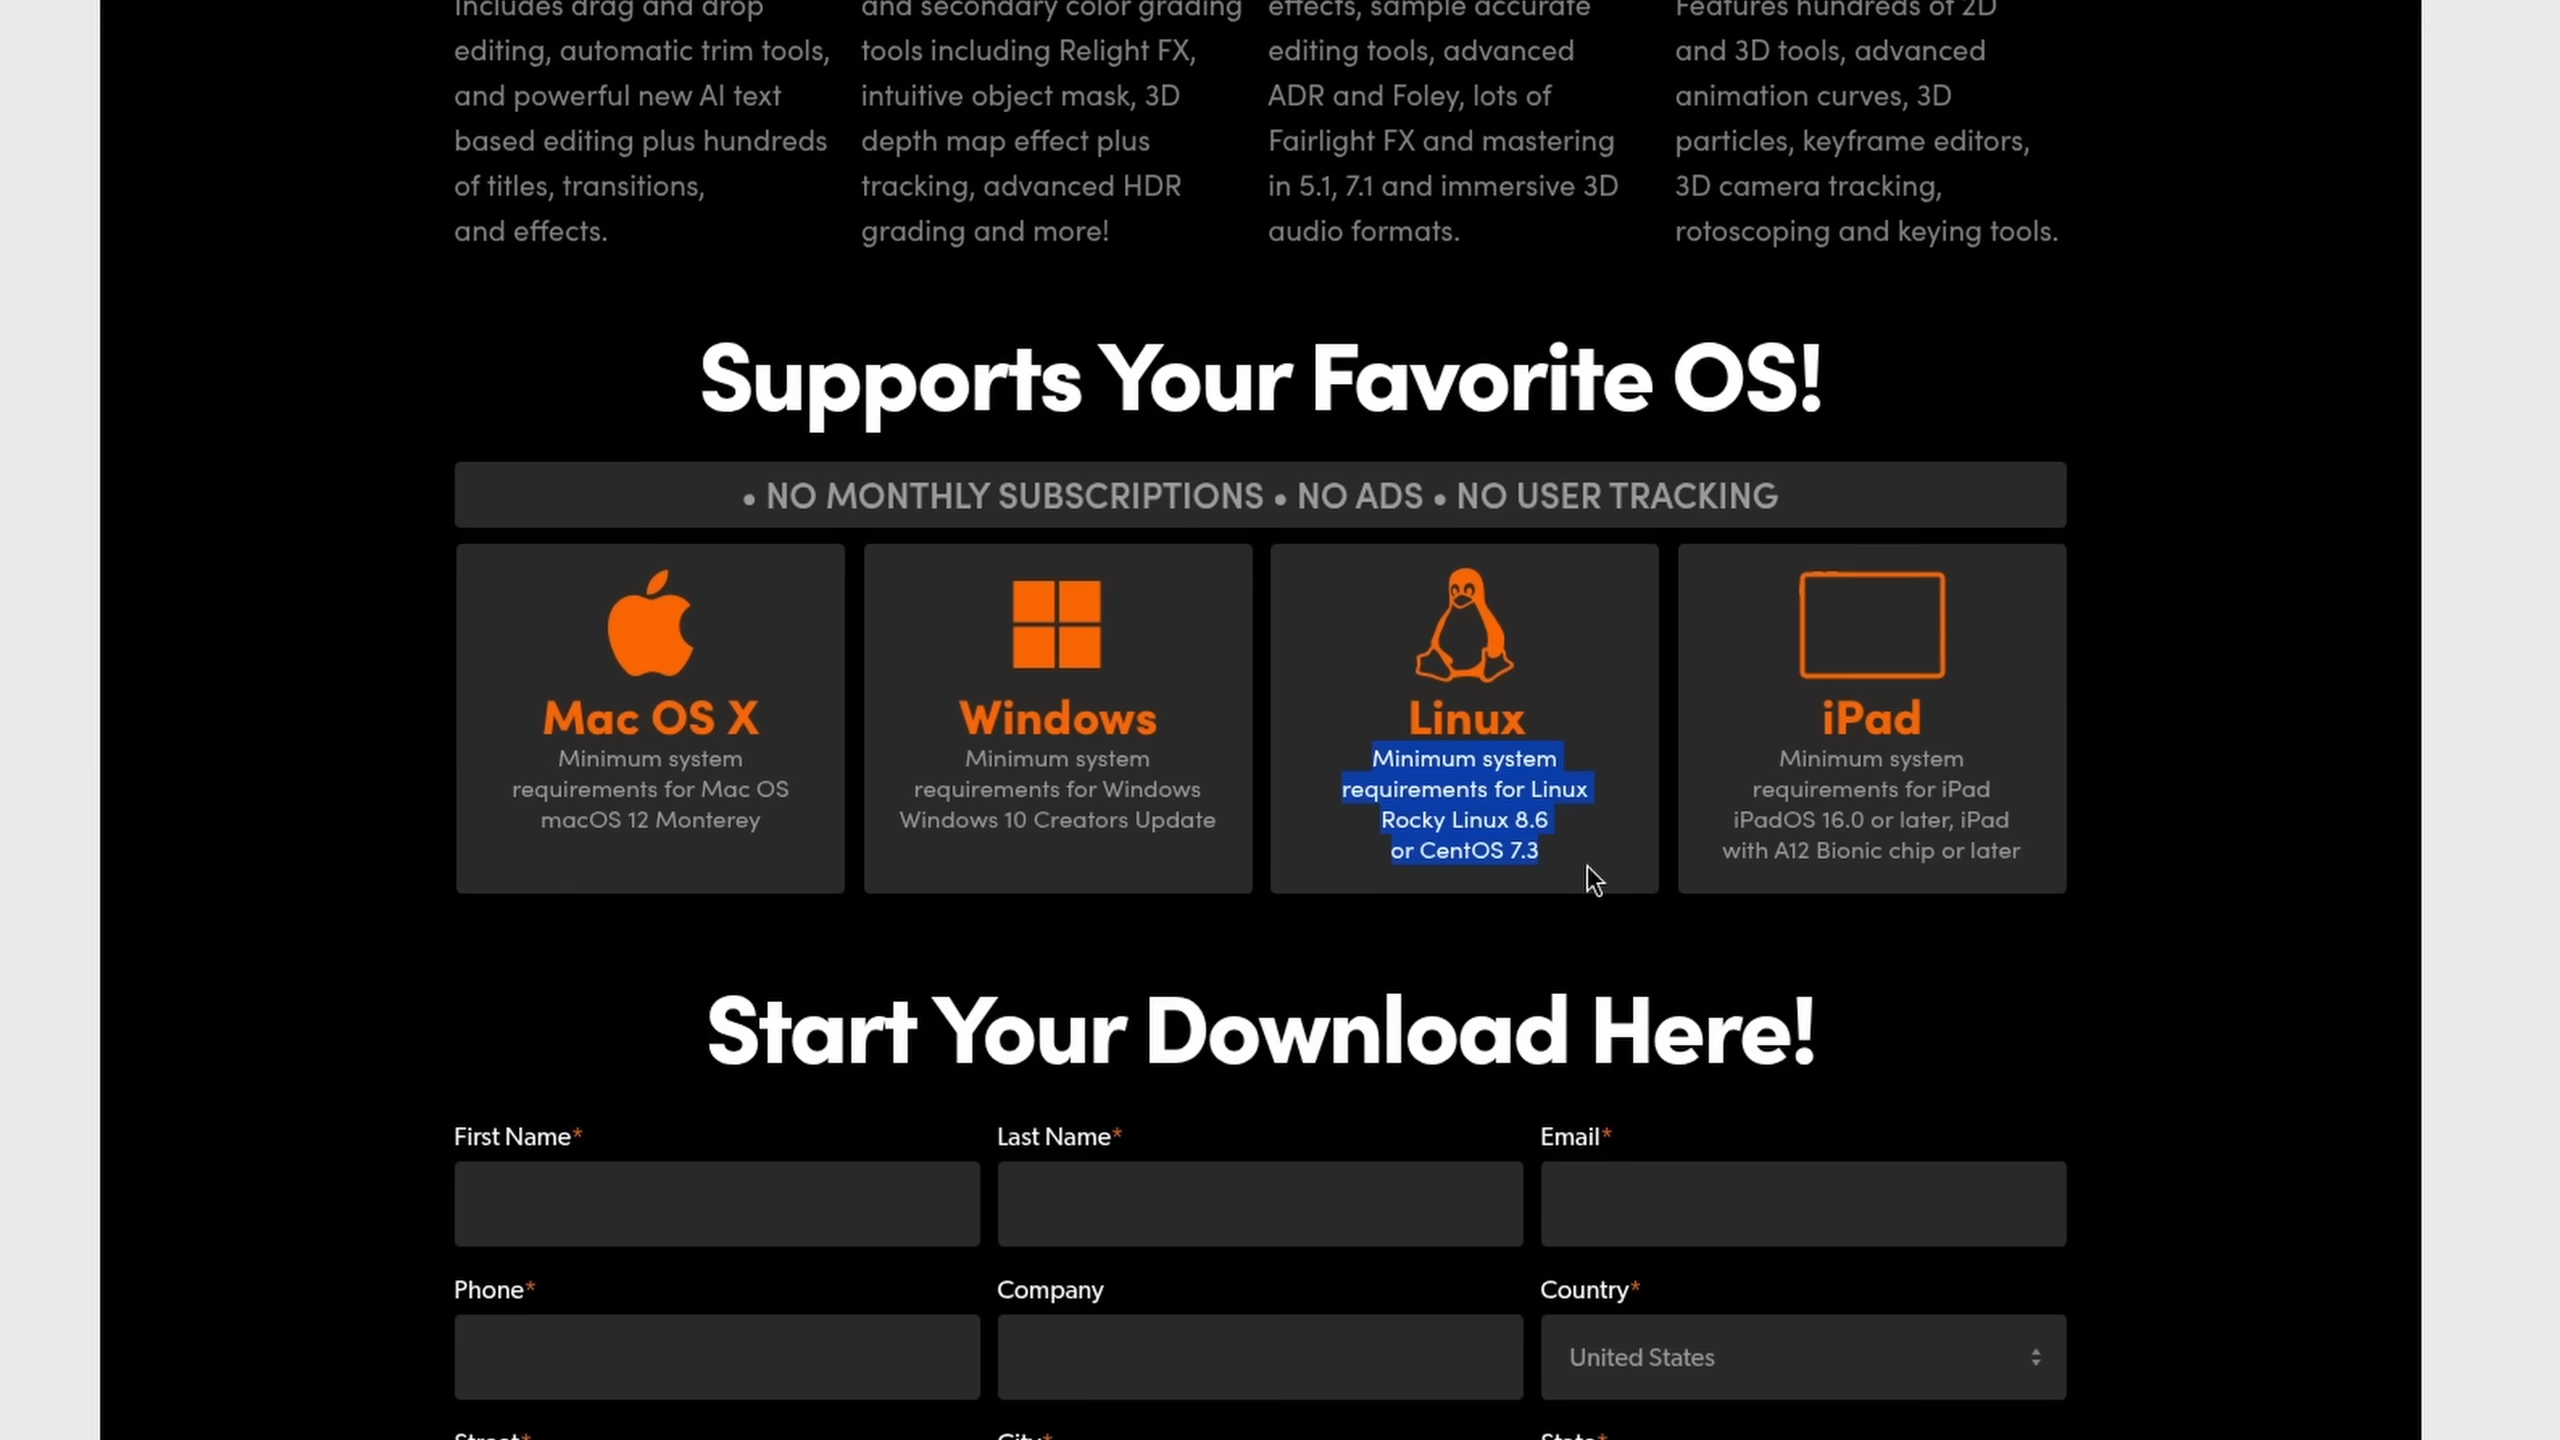 Includes drag and drop
editing, automatic trim tools,
and powerful new AI text
based editing plus hundreds
of titles, transitions,
and effects.
and secondary color grading
tools including Relight FX,
intuitive object mask, 3D
depth map effect plus
tracking, advanced HDR
grading and more!
effects, sample accurate
editing tools, advanced
ADR and Foley, lots of
Fairlight FX and mastering
in 5.1, 7.1 and immersive 3D
audio formats.
Features hundreds of 2D
and 3D tools, advanced
animation curves, 3D
particles, keyframe editors,
3D camera tracking,
rotoscoping and keying tools.
Supports Your Favorite OS!
• NO MONTHLY SUBSCRIPTIONS • NO ADS • NO USER TRACKING
Mac OS X
Minimum system
requirements for Mac OS
macOS 12 Monterey
Windows
Minimum system
requirements for Windows
Windows 10 Creators Update
Linux
Minimum system
requirements for Linux
Rocky Linux 8.6
or CentOS 7.3
iPad
Minimum system
requirements for iPad
iPadOS 16.0 or later, iPad
with A12 Bionic chip or later
Start Your Download Here!
First Name*
Last Name*
Email*
Phone*
Company
Country*
United States
Street*
City*
State*